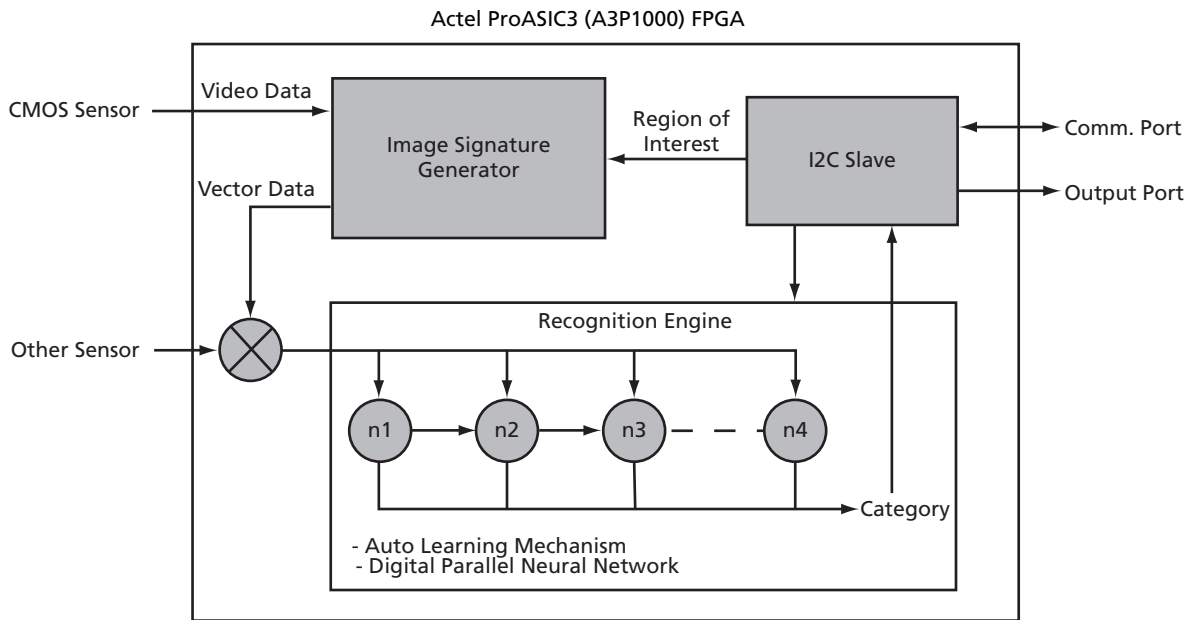 Actel ProASIC3 (A3P1000) FPGA
CMOS Sensor
Video Data
Image Signature
Generator
Region of
Interest
I2C Slave
Comm. Port
Output Port
Vector Data
Other Sensor
Recognition Engine
n1
n2
n3
n4
Category
- Auto Learning Mechanism
- Digital Parallel Neural Network